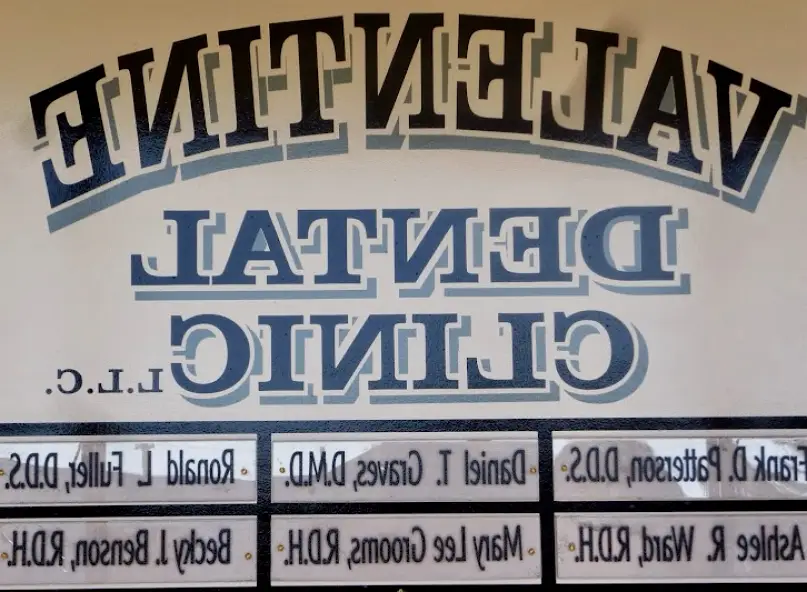 VALENTINE
DENTAL
CLINIC L.L.C.
Frank D. Patterson, D.D.S.
Daniel T. Graves, D.M.D.
Ronald L. Fuller, D.D.S.
Ashlee R. Ward, R.D.H.
Mary Lee Grooms, R.D.H.
Becky J. Benson, R.D.H.